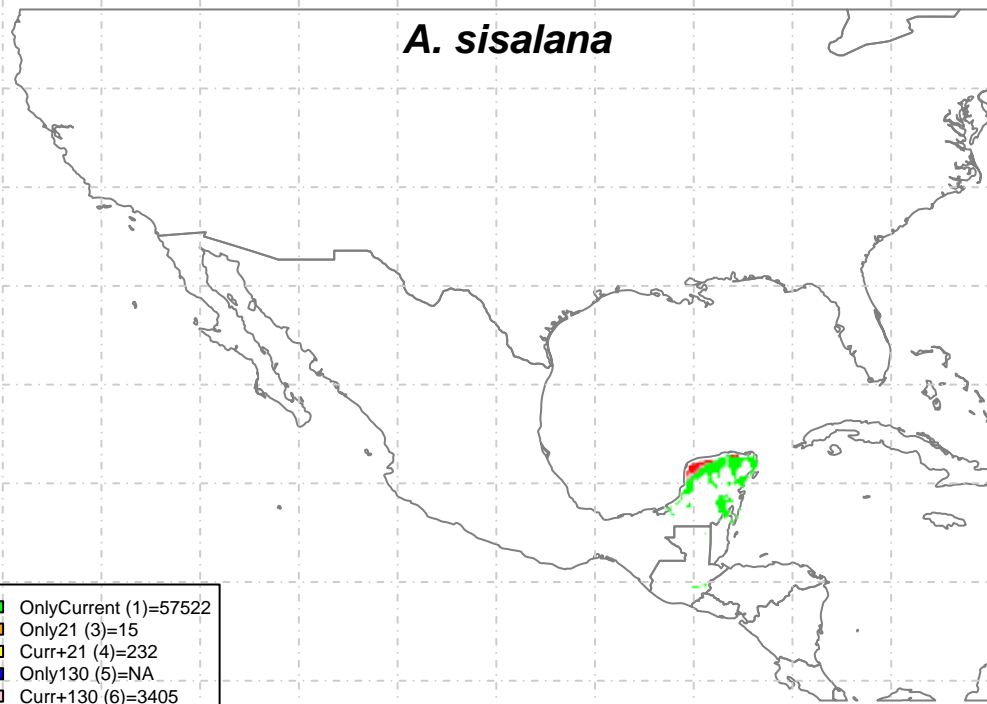 A. sisalana
OnlyCurrent (1)=57522
Only21 (3)=15
Curr+21 (4)=232
Only130 (5)=NA
Curr+130 (6)=3405